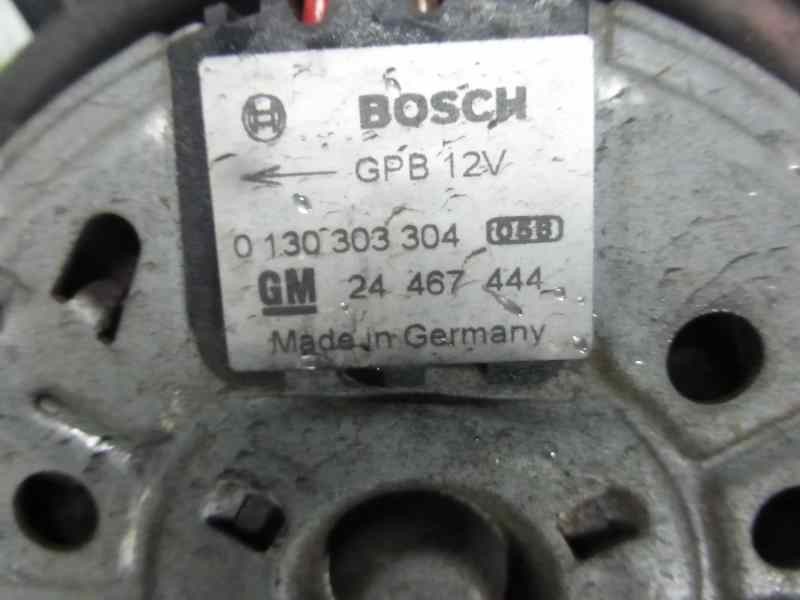 BOSCH
GPB 12V
0 130 303 304 058
GM 24 467 444
Made in Germany